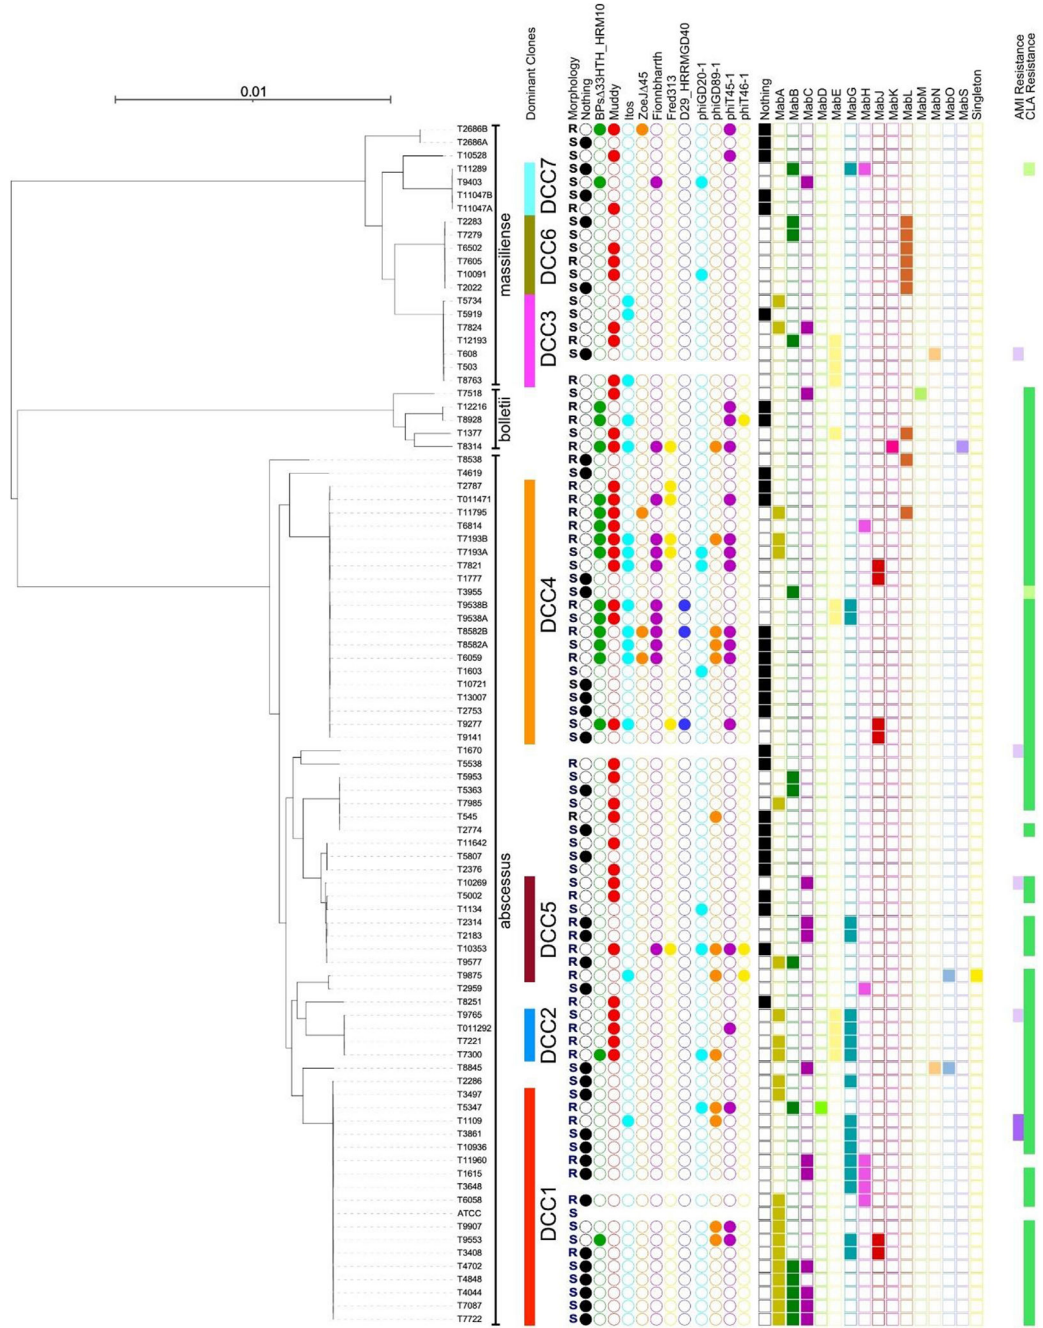 0.01
Dominant Clones
Morphology
Nothing
BPsΔ33HTH_HRM10
Muddy
Itos
ZoeJΔ45
Fionnbharrth
Fred313
D29_HRRMGD40
phiGD20-1
phiGD89-1
phiT45-1
phiT46-1
Nothing
MabA
MabB
MabC
MabD
MabE
MabG
MabH
MabJ
MabK
MabL
MabM
MabN
MabO
MabS
Singleton
AMI Resistance
CLA Resistance
T2686B R
T2686A S
T10528 S
T11289 S
T9403 S
T11047B S
T11047A R
T2283 S
T7279 S
T6502 S
T7605 R
T10091 S
T2022 S
T5734 S
T5919 S
T7824 S
T12193 R
T608 S
T503
T8763 R
T7518 S
T12216 R
T8928 R
T1377 S
T8314 R
T8538 R
T4619 S
T2787 R
T011471 R
T11795 R
T6814 R
T7193B R
T7193A S
T7821 S
T1777 S
T3955 S
T9538B R
T9538A S
T8582B R
T8582A S
T6059 R
T1603 S
T10721 S
T13007 S
T2753 S
T9277 S
T9141 S
T1670
T5538 R
T5953 S
T5363 S
T7985 S
T545 R
T2774 S
T11642 S
T5807 S
T2376 S
T10269 S
T5002 R
T1134 S
T2314 R
T2183 R
T10353 R
T9577 R
T9875 R
T2959 S
T8251 R
T9765 S
T011292 R
T7221 R
T7300 R
T8845 S
T2286 S
T3497 S
T5347 R
T1109 R
T3861 S
T10936 S
T11960 R
T1615 R
T3648
T6058 R
ATCC S
T9907 S
T9553 S
T3408 R
T4702 S
T4848 S
T4044 S
T7087 S
T7722 S
massiliense
bolletii
abscessus
DCC7
DCC6
DCC3
DCC4
DCC5
DCC2
DCC1